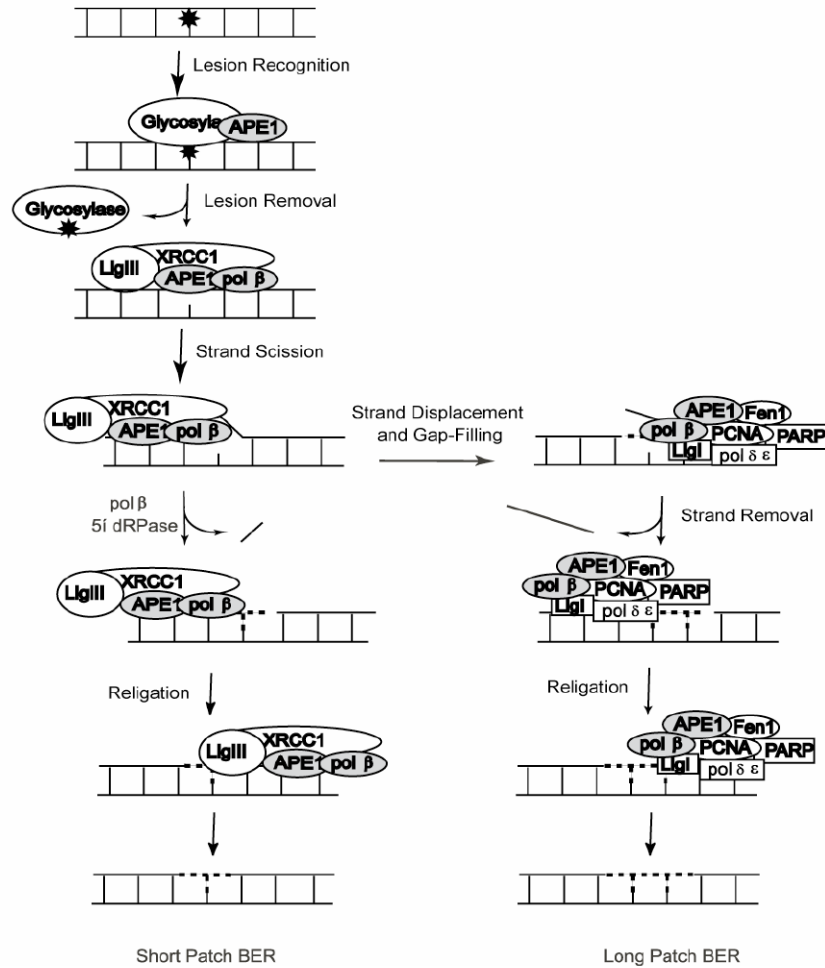 Lesion Recognition
Glycosyla
APE1
Glycosylase
Lesion Removal
LigIII
XRCC1
APE1
pol β
Strand Scission
LigIII
XRCC1
APE1
pol β
Strand Displacement
and Gap-Filling
APE1
Fen1
pol β
PCNA
PARP
LigI
pol δ ε
pol β
5í dRPase
Strand Removal
LigIII
XRCC1
APE1
pol β
APE1
Fen1
pol β
PCNA
PARP
LigI
pol δ ε
Religation
Religation
LigIII
XRCC1
APE1
pol β
APE1
Fen1
pol β
PCNA
PARP
LigI
pol δ ε
Short Patch BER
Long Patch BER